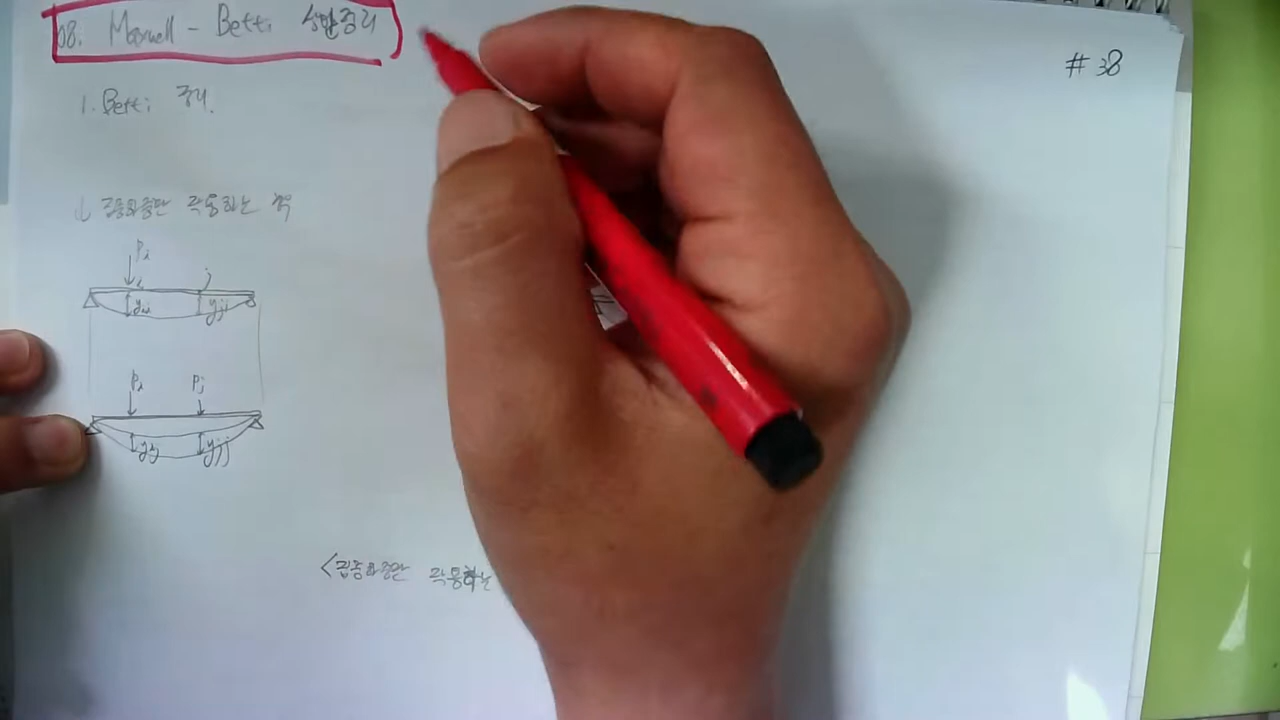 08. Maxwell - Betti 상반정리
#38
1. Betti 정리.
1) 집중하중만 작용하는 경우
Pi
i j
yii yji
Pi Pj
yij yjj
<집중하중만 작용하는